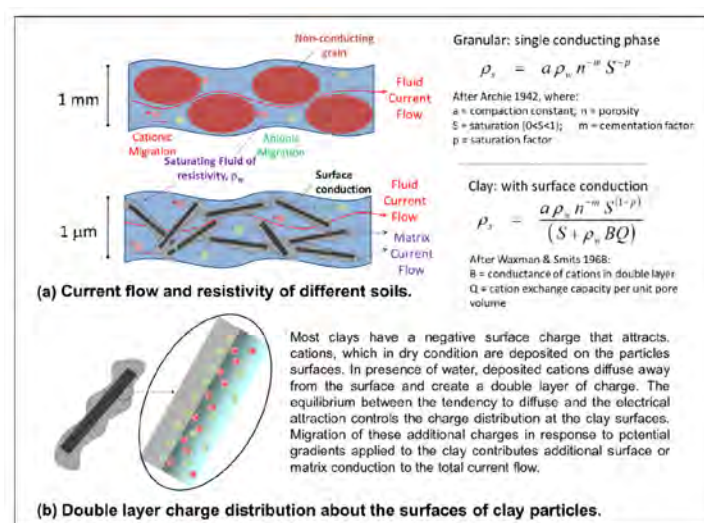 Non-conducting
grain
1 mm
Fluid
Current
Flow
Cationic
Migration
Anionic
Migration
Saturating Fluid of
resistivity, ρw
Surface
conduction
1 μm
Fluid
Current
Flow
Matrix
Current
Flow
(a) Current flow and resistivity of different soils.
Granular: single conducting phase
ρs = a ρw n^-m S^-p
After Archie 1942, where:
a = compaction constant; n = porosity
S = saturation (0<S<1); m = cementation factor
p = saturation factor
Clay: with surface conduction
ρs = a ρw n^-m S^(1-p) / (S + ρw BQ)
After Waxman & Smits 1968:
B = conductance of cations in double layer
Q = cation exchange capacity per unit pore
volume
Most clays have a negative surface charge that attracts.
cations, which in dry condition are deposited on the particles
surfaces. In presence of water, deposited cations diffuse away
from the surface and create a double layer of charge. The
equilibrium between the tendency to diffuse and the electrical
attraction controls the charge distribution at the clay surfaces.
Migration of these additional charges in response to potential
gradients applied to the clay contributes additional surface or
matrix conduction to the total current flow.
(b) Double layer charge distribution about the surfaces of clay particles.